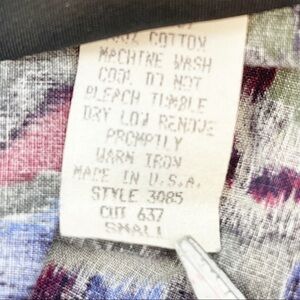 COTTON
MACHINE WASH
COOL DO NOT
BLEACH TUMBLE
DRY LOW REMOVE
PROMPTLY
WARM IRON
MADE IN U.S.A.
STYLE 3085
CUT 637
SMALL